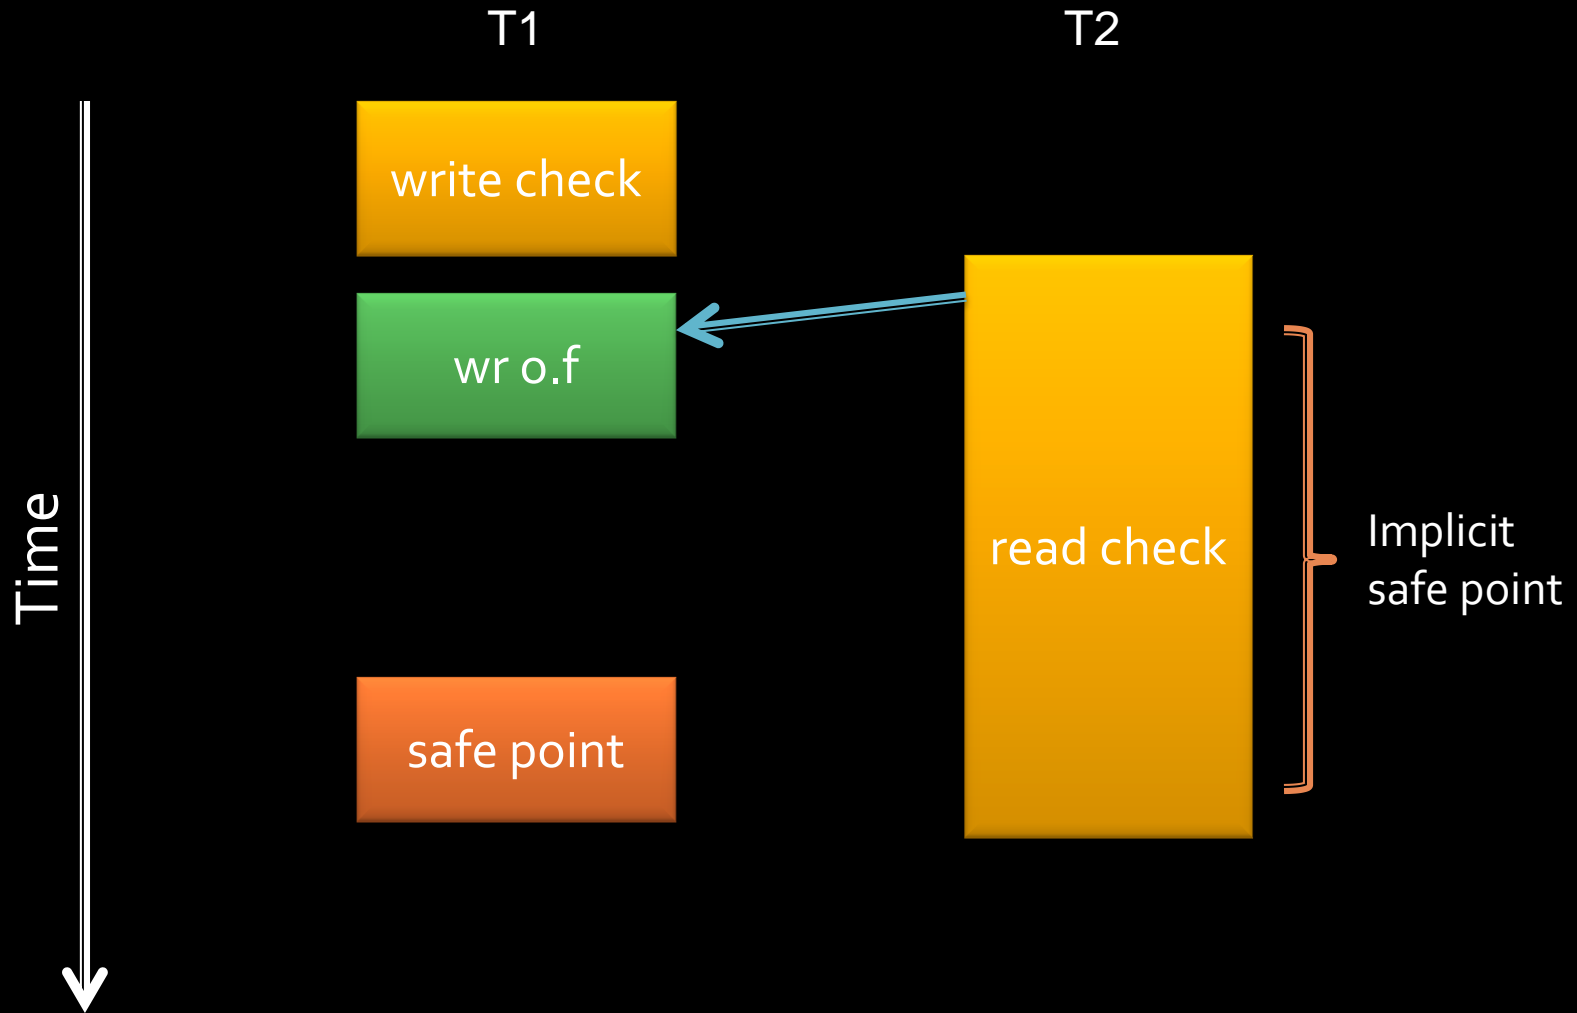 T1
T2
write check
wr o.f
read check
Implicit
safe point
safe point
Time